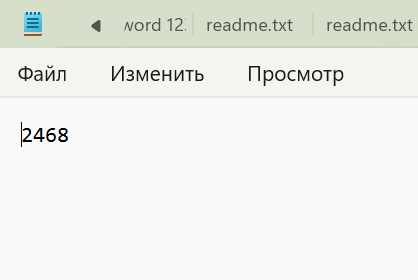 word 12
readme.txt
readme.txt
Файл
Изменить
Просмотр
2468